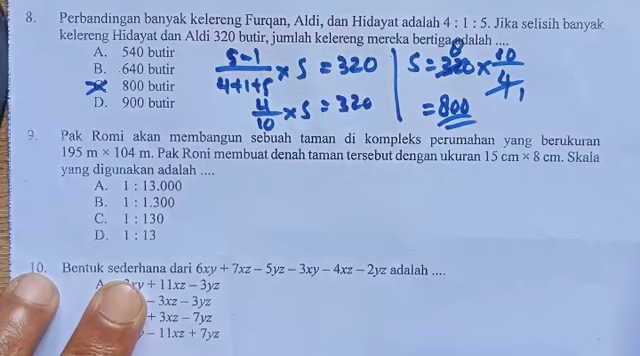 8. Perbandingan banyak kelereng Furqan, Aldi, dan Hidayat adalah 4 : 1 : 5. Jika selisih banyak
kelereng Hidayat dan Aldi 320 butir, jumlah kelereng mereka bertiga adalah ....
A. 540 butir
B. 640 butir
C. 800 butir
D. 900 butir
5-1/4+1+5 × S = 320
4/10 × S = 320
S = 320 × 10/4
= 800
9. Pak Romi akan membangun sebuah taman di kompleks perumahan yang berukuran
195 m × 104 m. Pak Roni membuat denah taman tersebut dengan ukuran 15 cm × 8 cm. Skala
yang digunakan adalah ....
A. 1 : 13.000
B. 1 : 1.300
C. 1 : 130
D. 1 : 13
10. Bentuk sederhana dari 6xy + 7xz – 5yz – 3xy – 4xz – 2yz adalah ....
A. xy + 11xz – 3yz
– 3xz – 3yz
+ 3xz – 7yz
– 11xz + 7yz